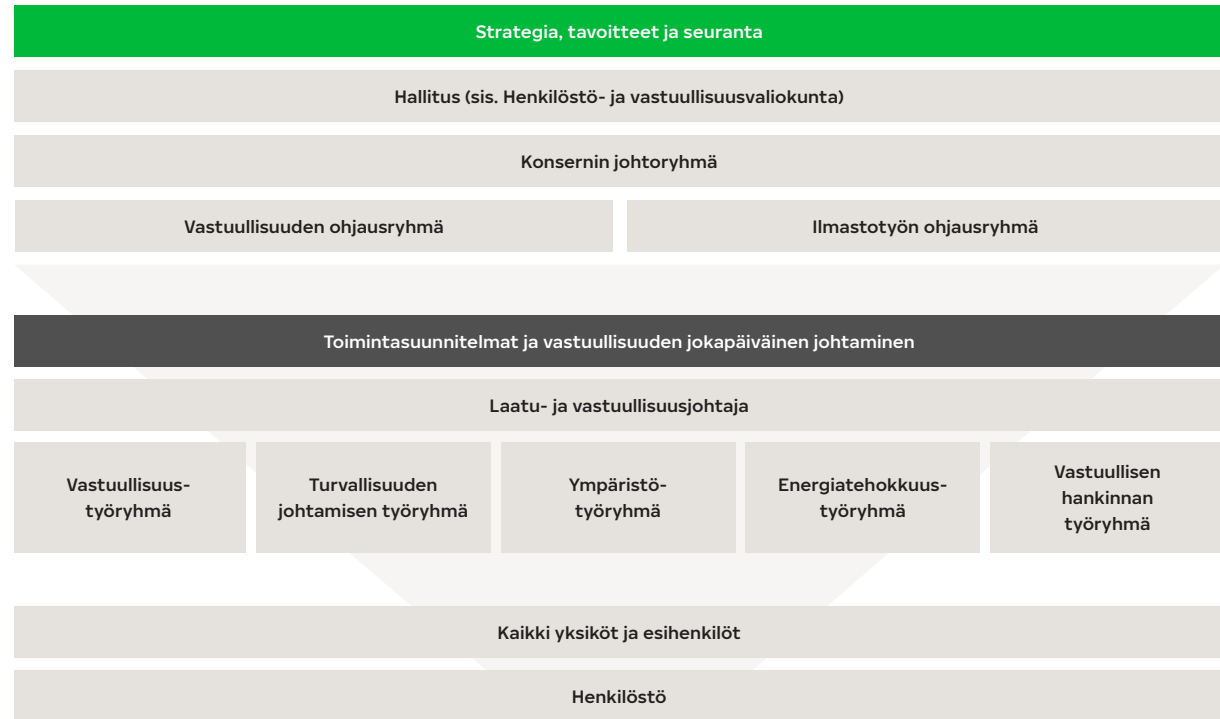 Strategia, tavoitteet ja seuranta
Hallitus (sis. Henkilöstö- ja vastuullisuusvaliokunta)
Konsernin johtoryhmä
Vastuullisuuden ohjausryhmä
Ilmastotyön ohjausryhmä
Toimintasuunnitelmat ja vastuullisuuden jokapäiväinen johtaminen
Laatu- ja vastuullisuusjohtaja
Vastuullisuus-
työryhmä
Turvallisuuden
johtamisen työryhmä
Ympäristö-
työryhmä
Energiatehokkuus-
työryhmä
Vastuullisen
hankinnan
työryhmä
Kaikki yksiköt ja esihenkilöt
Henkilöstö